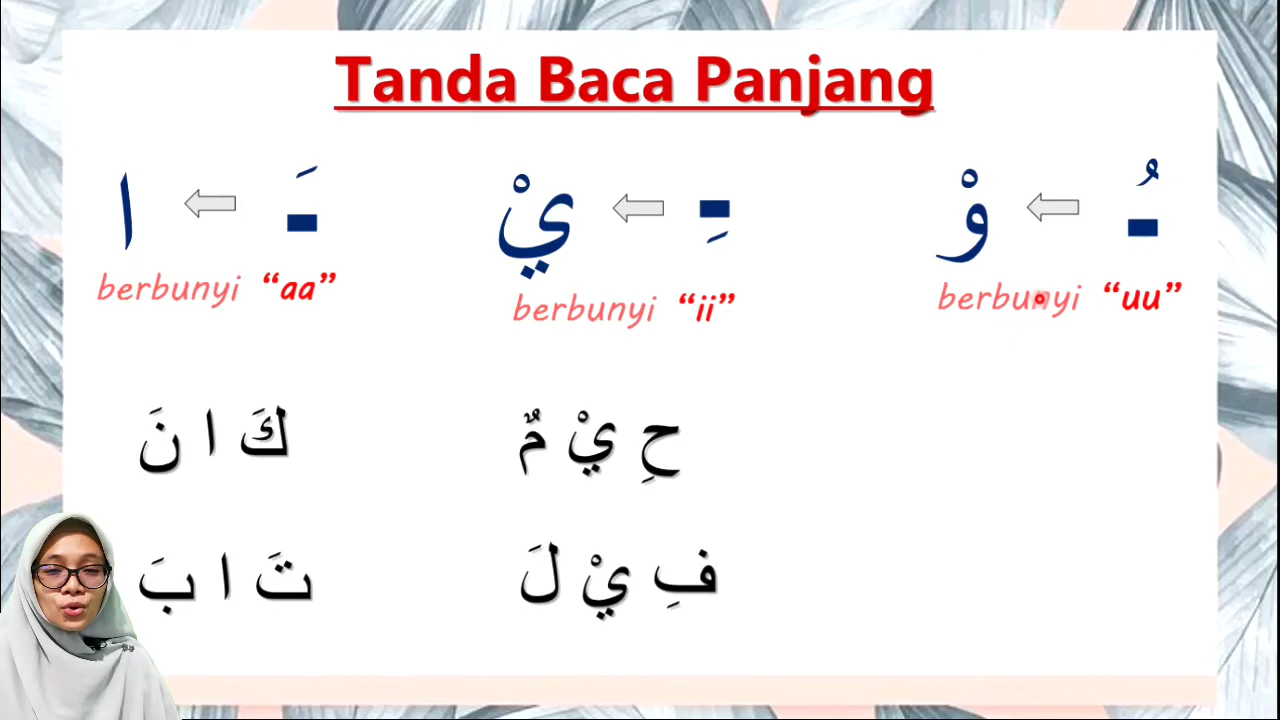 Tanda Baca Panjang
ـَ ← ا
berbunyi “aa”
ـِ ← يْ
berbunyi “ii”
ـُ ← وْ
berbunyi “uu”
كَ ا نَ
حِ يْ مٌ
تَ ا بَ
فِ يْ لَ